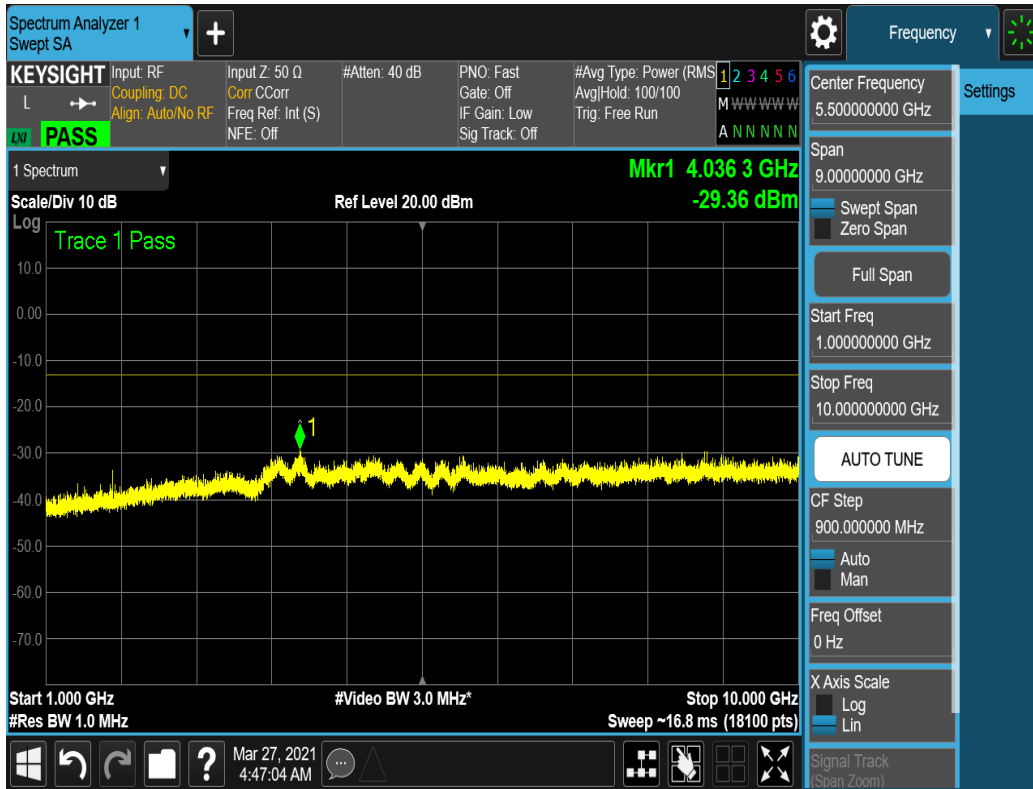 Spectrum Analyzer 1
Swept SA
+
Frequency
KEYSIGHT
L
LXI
PASS
Input: RF
Coupling: DC
Align: Auto/No RF
Input Z: 50 Ω
Corr CCorr
Freq Ref: Int (S)
NFE: Off
#Atten: 40 dB
PNO: Fast
Gate: Off
IF Gain: Low
Sig Track: Off
#Avg Type: Power (RMS
Avg|Hold: 100/100
Trig: Free Run
1 2 3 4 5 6
M W W W W W
A N N N N N
1 Spectrum
Scale/Div 10 dB
Ref Level 20.00 dBm
Mkr1 4.036 3 GHz
-29.36 dBm
Log
Trace 1 Pass
10.0
0.00
-10.0
-20.0
-30.0
-40.0
-50.0
-60.0
-70.0
1
Start 1.000 GHz
#Video BW 3.0 MHz*
Stop 10.000 GHz
#Res BW 1.0 MHz
Sweep ~16.8 ms (18100 pts)
?
Mar 27, 2021
4:47:04 AM
Center Frequency
5.500000000 GHz
Span
9.00000000 GHz
Swept Span
Zero Span
Full Span
Start Freq
1.000000000 GHz
Stop Freq
10.000000000 GHz
AUTO TUNE
CF Step
900.000000 MHz
Auto
Man
Freq Offset
0 Hz
X Axis Scale
Log
Lin
Signal Track
(Span Zoom)
Settings